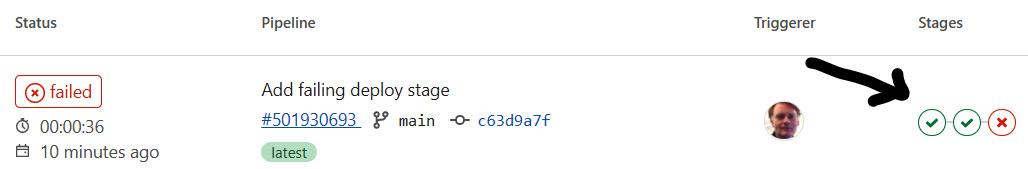 Status Pipeline Triggerer Stages
failed
Add failing deploy stage
#501930693 main c63d9a7f
00:00:36
latest
10 minutes ago